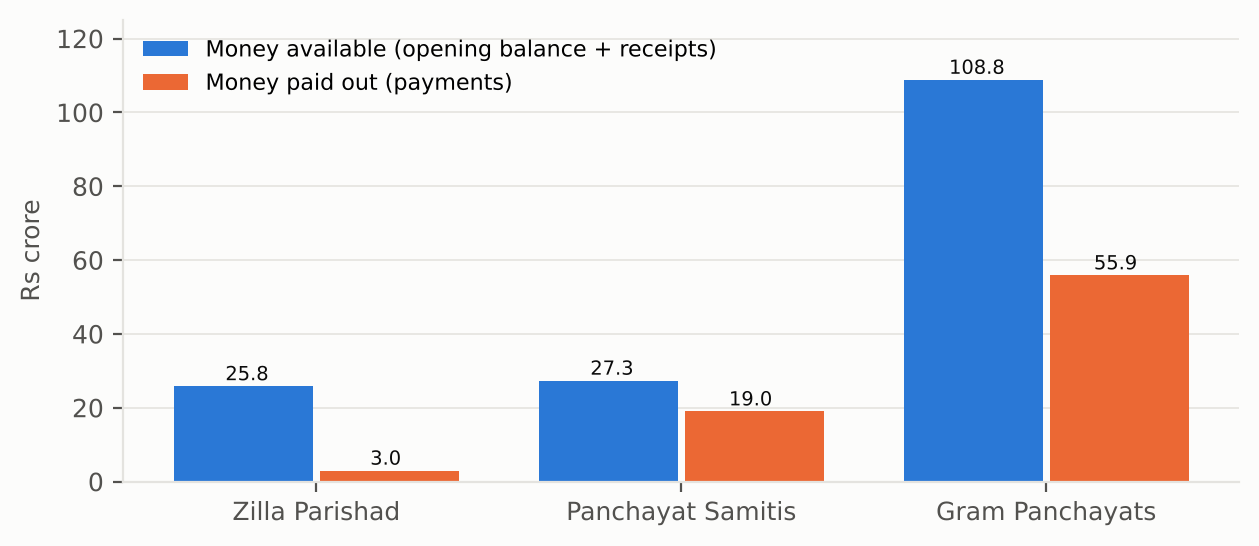 Money available (opening balance + receipts)
Money paid out (payments)
Rs crore
120
100
80
60
40
20
0
25.8
3.0
27.3
19.0
108.8
55.9
Zilla Parishad
Panchayat Samitis
Gram Panchayats